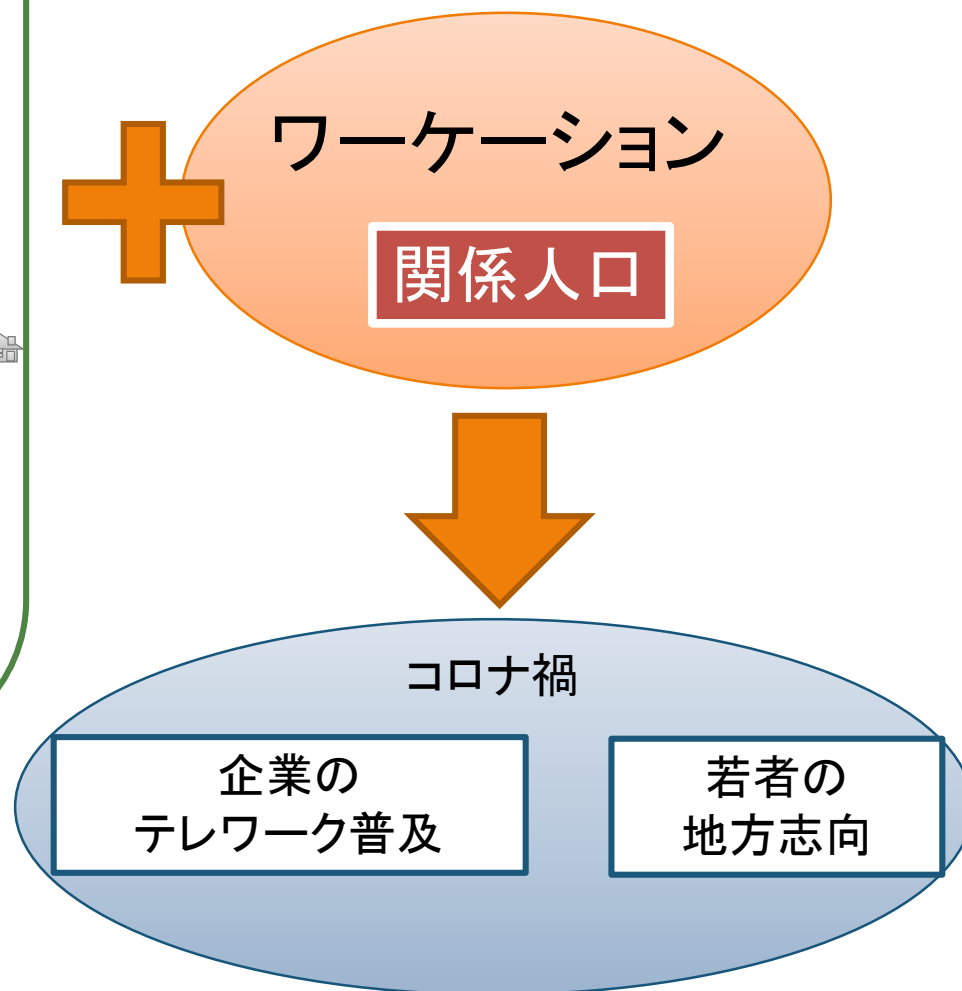 ワーケーション
関係人口
コロナ禍
企業の
テレワーク普及
若者の
地方志向